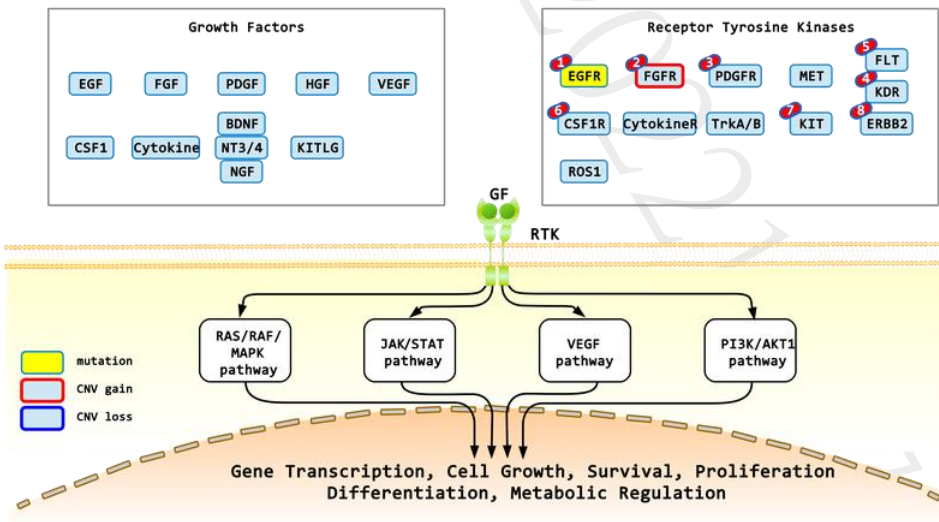 Growth Factors
EGF FGF PDGF HGF VEGF
BDNF
CSF1 Cytokine NT3/4 KITLG
NGF
Receptor Tyrosine Kinases
1 EGFR 2 FGFR 3 PDGFR MET 5 FLT
4 KDR
6 CSF1R CytokineR TrkA/B 7 KIT 8 ERBB2
ROS1
GF
RTK
RAS/RAF/
MAPK
pathway
JAK/STAT
pathway
VEGF
pathway
PI3K/AKT1
pathway
mutation
CNV gain
CNV loss
Gene Transcription, Cell Growth, Survival, Proliferation
Differentiation, Metabolic Regulation